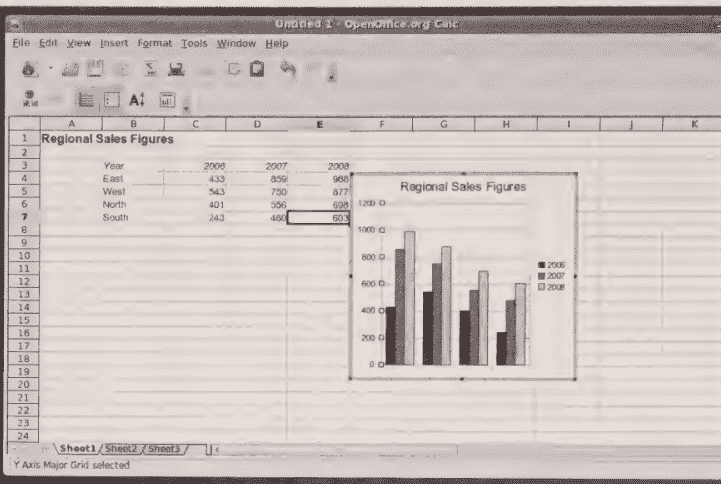 Untitled 1 - OpenOffice.org Calc
File Edit View Insert Format Tools Window Help
A B C D E F G H I J K
1 Regional Sales Figures
2
3 Year 2006 2007 2008
4 East 433 859 988
5 West 543 750 877
6 North 401 556 698
7 South 243 480 603
8
9
10
11
12
13
14
15
16
17
18
19
20
21
22
23
24
Regional Sales Figures
1200
1000
800
600
400
200
0
2006
2007
2008
Sheet1 Sheet2 Sheet3
Y Axis Major Grid selected